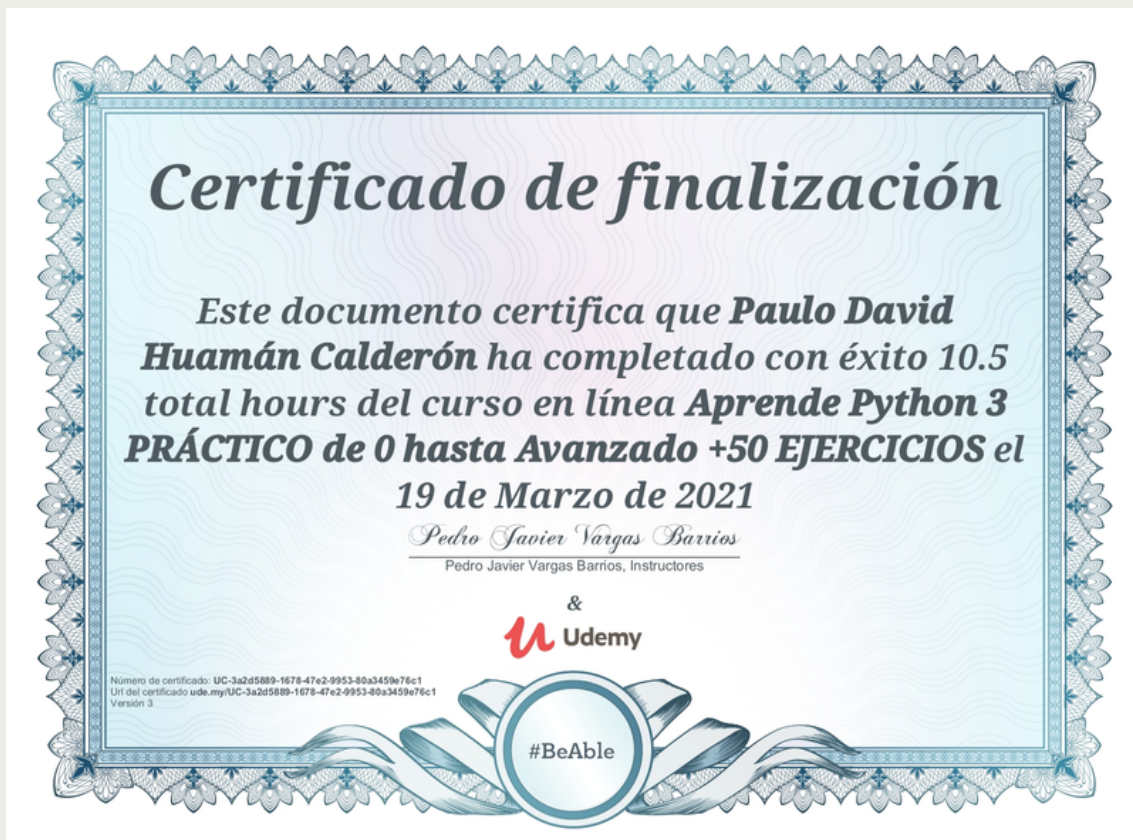 Certificado de finalización
Este documento certifica que Paulo David
Huamán Calderón ha completado con éxito 10.5
total hours del curso en línea Aprende Python 3
PRÁCTICO de 0 hasta Avanzado +50 EJERCICIOS el
19 de Marzo de 2021
Pedro Javier Vargas Barrios
Pedro Javier Vargas Barrios, Instructores
&
Udemy
Número de certificado: UC-3a2d5889-1678-47e2-9953-80a3459e76c1
Url del certificado ude.my/UC-3a2d5889-1678-47e2-9953-80a3459e76c1
Versión 3
#BeAble